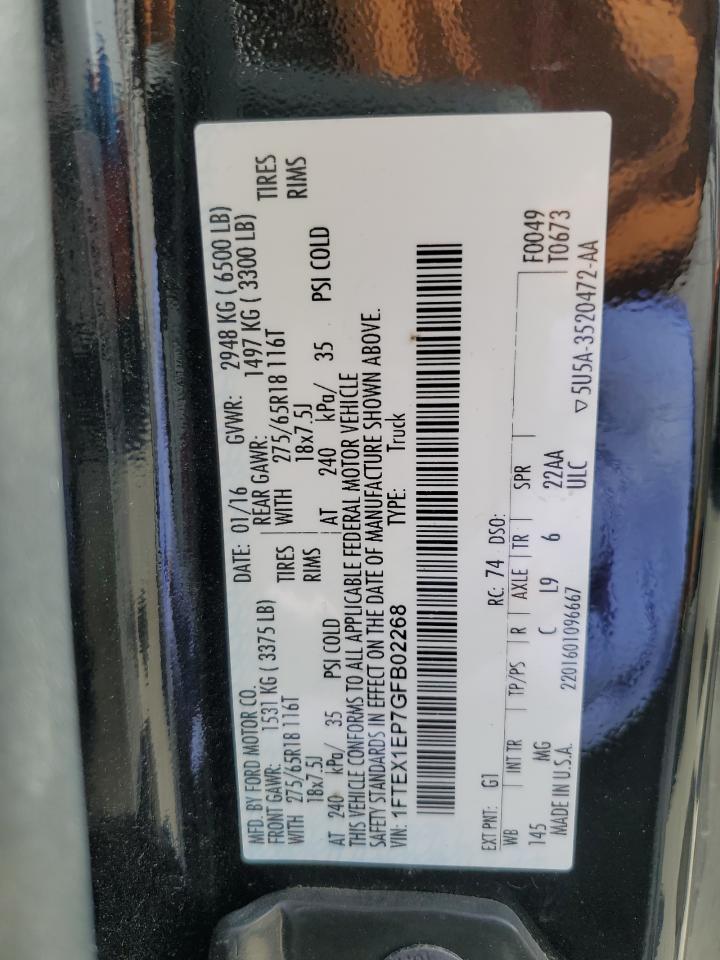 MFD. BY FORD MOTOR CO. DATE: 01/16 GVWR: 2948 KG ( 6500 LB)
FRONT GAWR: 1531 KG ( 3375 LB) REAR GAWR: 1497 KG ( 3300 LB)
WITH 275/65R18 116T TIRES WITH 275/65R18 116T TIRES
18x7.5J RIMS 18x7.5J RIMS
AT 240 kPa/ 35 PSI COLD AT 240 kPa/ 35 PSI COLD
THIS VEHICLE CONFORMS TO ALL APPLICABLE FEDERAL MOTOR VEHICLE
SAFETY STANDARDS IN EFFECT ON THE DATE OF MANUFACTURE SHOWN ABOVE.
VIN: 1FTEX1EP7GFB02268 TYPE: Truck
EXT PNT: G1 RC: 74 DSO: F0049
WB INT TR TP/PS R AXLE TR SPR T0673
145 MG C L9 6 22AA
MADE IN U.S.A. 2201601096667 ULC ▽5U5A-3520472-AA